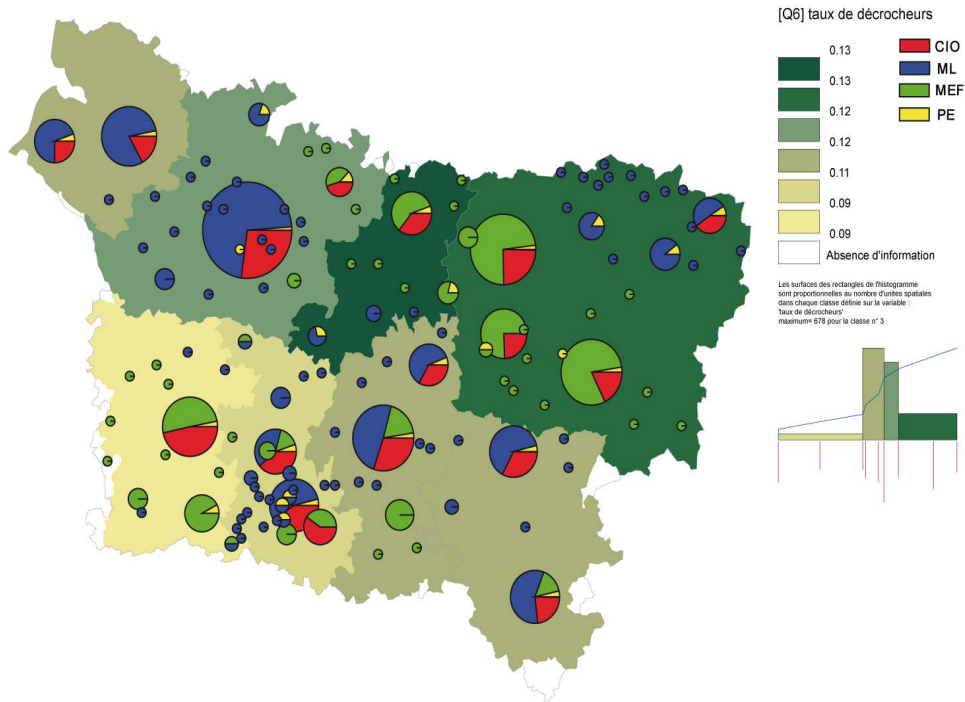 [Q6] taux de décrocheurs
0.13
0.13
0.12
0.12
0.11
0.09
0.09
Absence d'information
CIO
ML
MEF
PE
Les surfaces des rectangles de l'histogramme
sont proportionnelles au nombre d'unites spatiales
dans chaque classe définie sur la variable :
'taux de décrocheurs'
maximum= 678 pour la classe n° 3